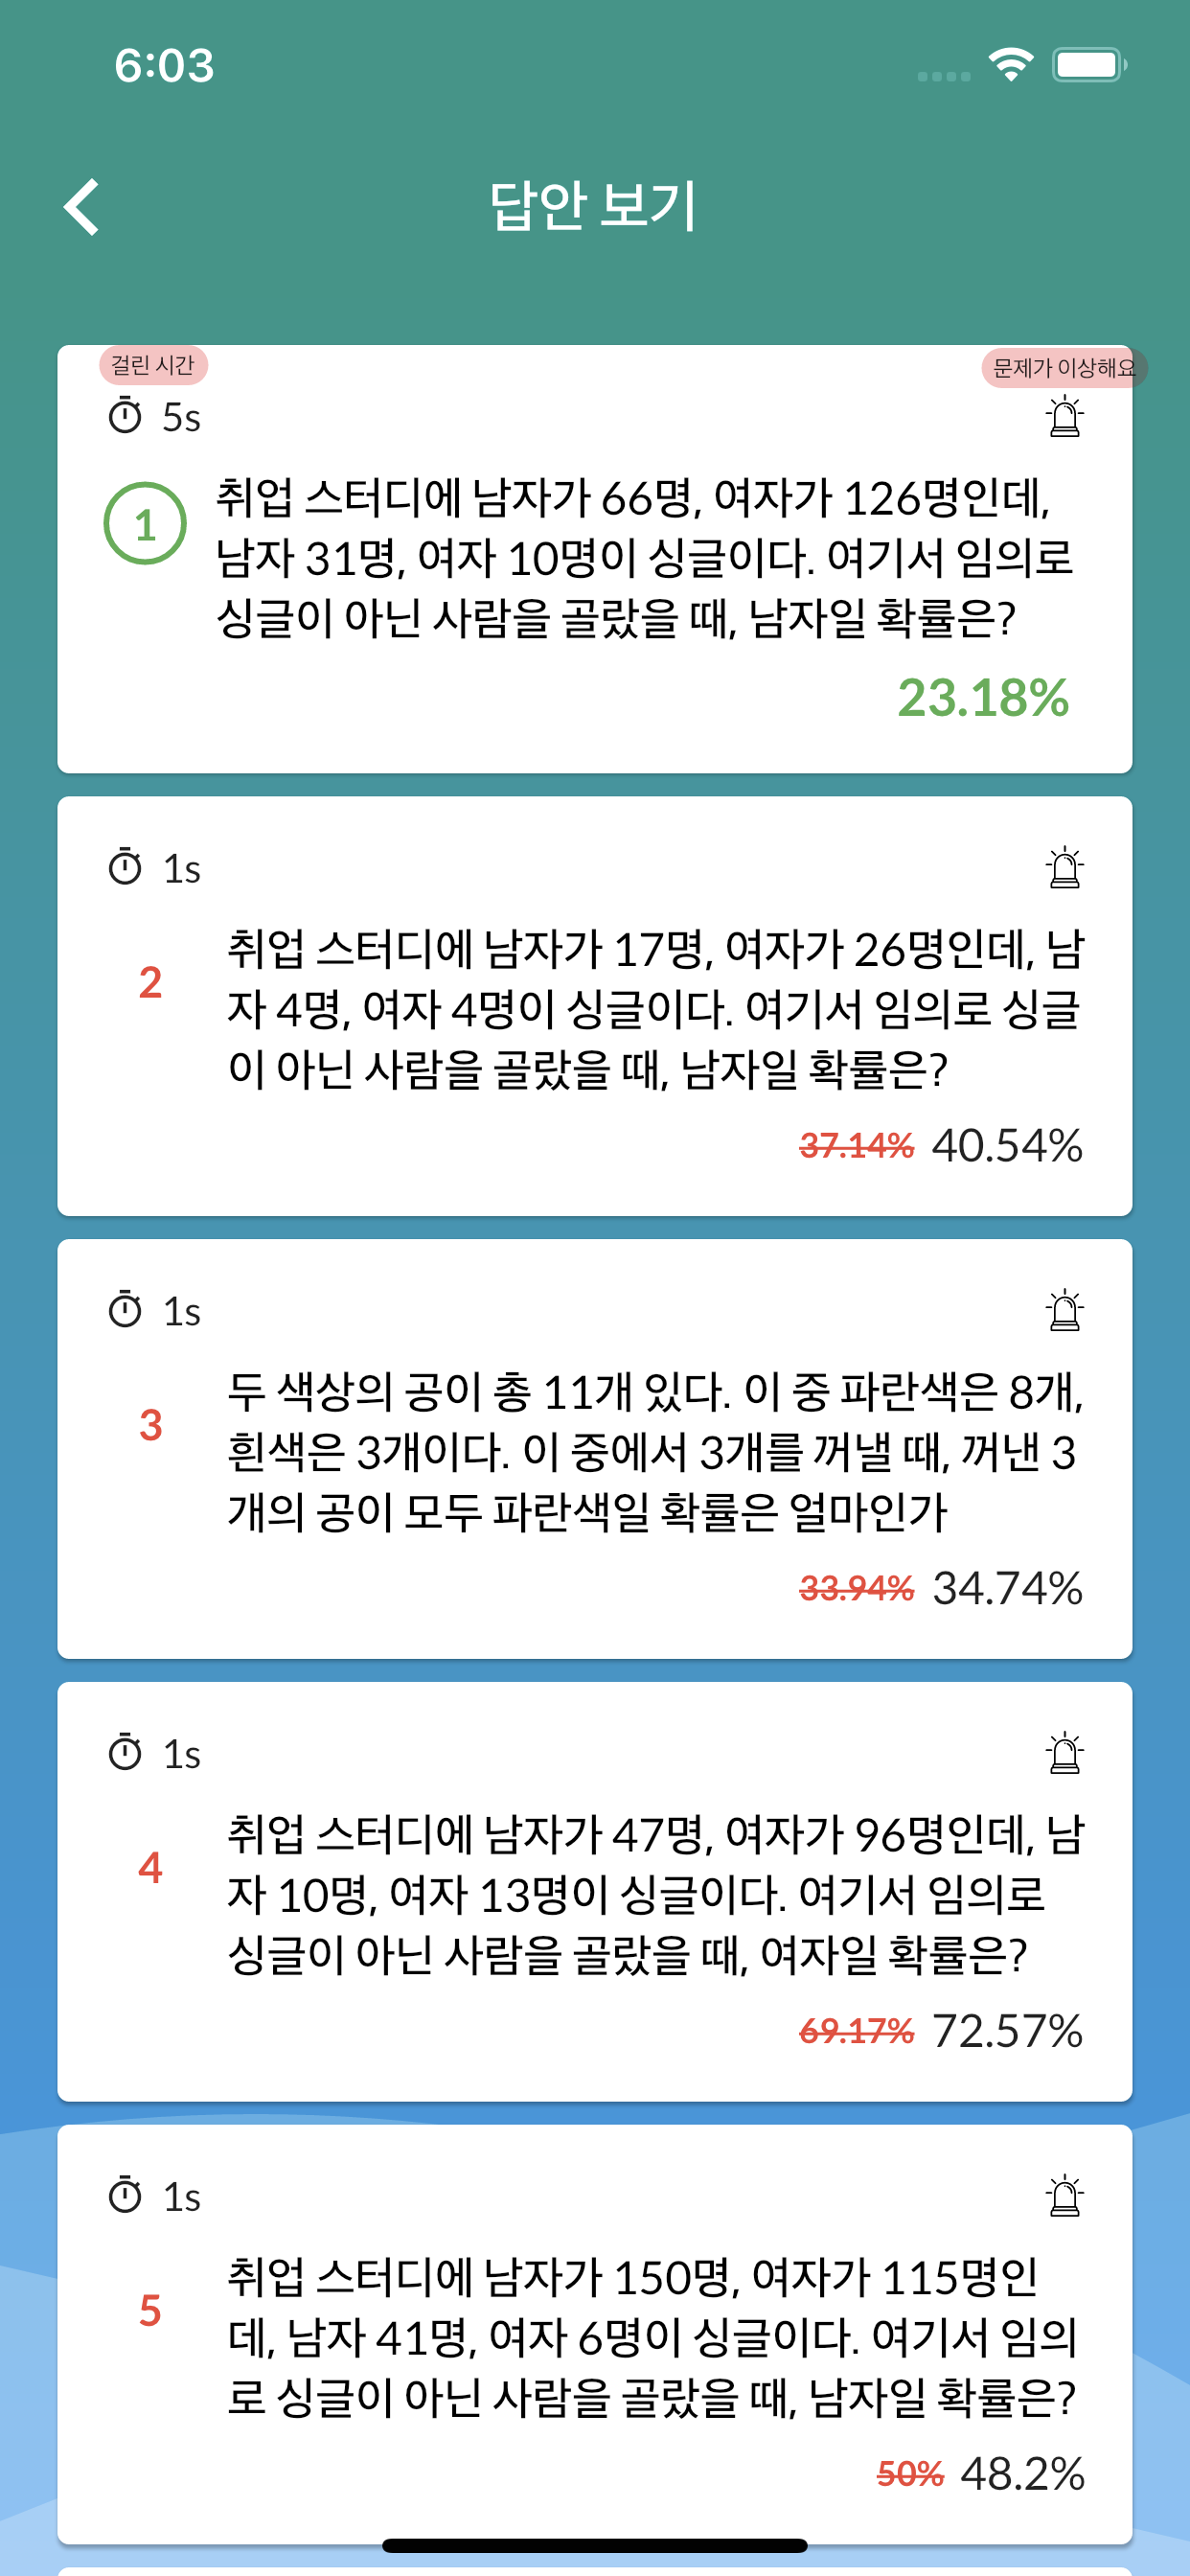 6:03
답안 보기
걸린 시간
문제가 이상해요
5s
1
취업 스터디에 남자가 66명, 여자가 126명인데,
남자 31명, 여자 10명이 싱글이다. 여기서 임의로
싱글이 아닌 사람을 골랐을 때, 남자일 확률은?
23.18%
1s
2
취업 스터디에 남자가 17명, 여자가 26명인데, 남
자 4명, 여자 4명이 싱글이다. 여기서 임의로 싱글
이 아닌 사람을 골랐을 때, 남자일 확률은?
37.14% 40.54%
1s
3
두 색상의 공이 총 11개 있다. 이 중 파란색은 8개,
흰색은 3개이다. 이 중에서 3개를 꺼낼 때, 꺼낸 3
개의 공이 모두 파란색일 확률은 얼마인가
33.94% 34.74%
1s
4
취업 스터디에 남자가 47명, 여자가 96명인데, 남
자 10명, 여자 13명이 싱글이다. 여기서 임의로
싱글이 아닌 사람을 골랐을 때, 여자일 확률은?
69.17% 72.57%
1s
5
취업 스터디에 남자가 150명, 여자가 115명인
데, 남자 41명, 여자 6명이 싱글이다. 여기서 임의
로 싱글이 아닌 사람을 골랐을 때, 남자일 확률은?
50% 48.2%